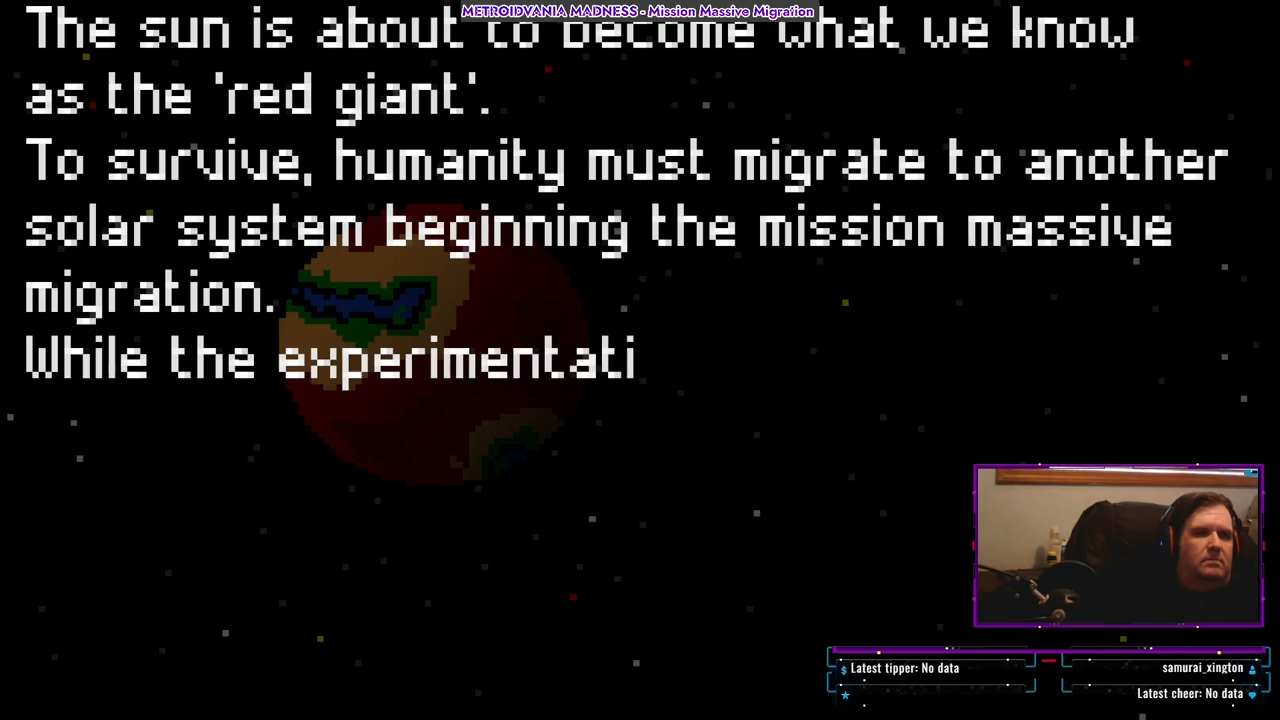 METROIDVANIA MADNESS - Mission Massive Migration
The sun is about to become what we know
as the 'red giant'.
To survive, humanity must migrate to another
solar system beginning the mission massive
migration.
While the experimentati
Latest tipper: No data
samurai_xington
Latest cheer: No data